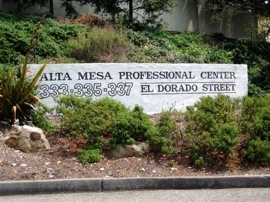 ALTA MESA PROFESSIONAL CENTER
333-335-337 EL DORADO STREET